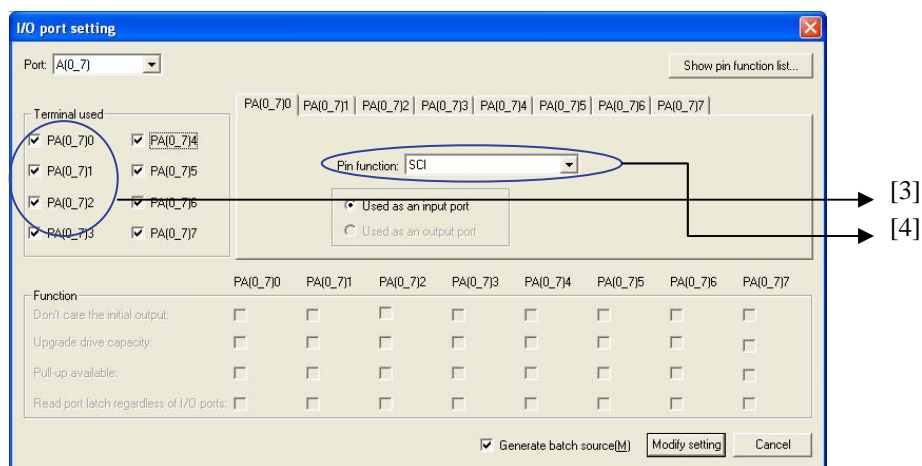 I/O port setting
Port: A(0_7)
Show pin function list...
Terminal used
PA(0_7)0 PA(0_7)4
PA(0_7)1 PA(0_7)5
PA(0_7)2 PA(0_7)6
PA(0_7)3 PA(0_7)7
PA(0_7)0 PA(0_7)1 PA(0_7)2 PA(0_7)3 PA(0_7)4 PA(0_7)5 PA(0_7)6 PA(0_7)7
Pin function: SCI
Used as an input port
Used as an output port
[3]
[4]
PA(0_7)0 PA(0_7)1 PA(0_7)2 PA(0_7)3 PA(0_7)4 PA(0_7)5 PA(0_7)6 PA(0_7)7
Function
Don't care the initial output:
Upgrade drive capacity:
Pull-up available:
Read port latch regardless of I/O ports:
Generate batch source(M) Modify setting Cancel